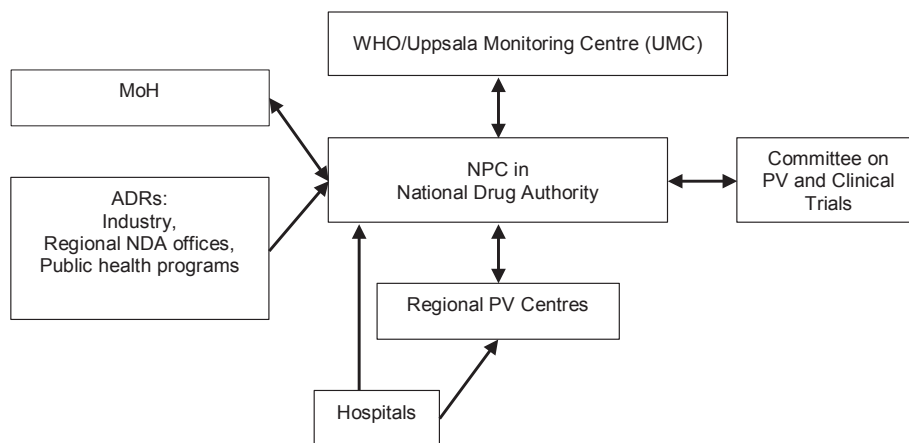 WHO/Uppsala Monitoring Centre (UMC)
MoH
NPC in
National Drug Authority
Committee on
PV and Clinical
Trials
ADRs:
Industry,
Regional NDA offices,
Public health programs
Regional PV Centres
Hospitals